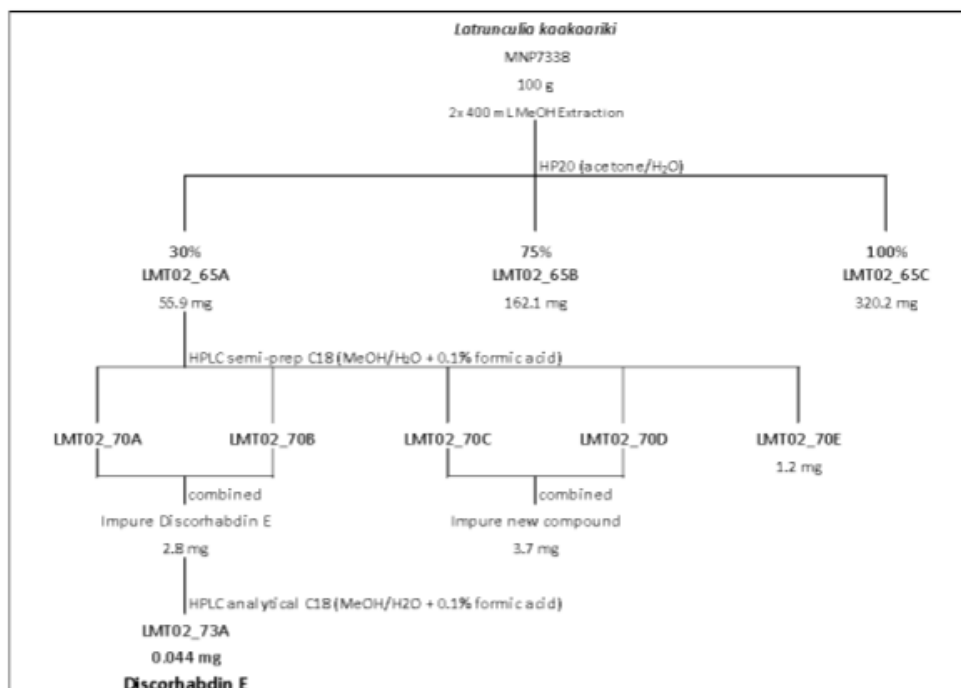 Latrunculia kaakaariki
MNP7338
100 g
2x 400 mL MeOH Extraction
HP20 (acetone/H₂O)
30% 75% 100%
LMT02_65A LMT02_65B LMT02_65C
55.9 mg 162.1 mg 320.2 mg
HPLC semi-prep C18 (MeOH/H₂O + 0.1% formic acid)
LMT02_70A LMT02_70B LMT02_70C LMT02_70D LMT02_70E
1.2 mg
combined combined
Impure Discorhabdin E Impure new compound
2.8 mg 3.7 mg
HPLC analytical C18 (MeOH/H2O + 0.1% formic acid)
LMT02_73A
0.044 mg
Discorhabdin E